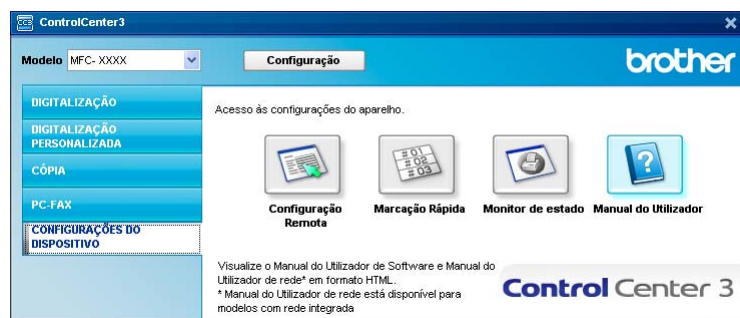 ControlCenter3
Modelo MFC- XXXX
Configuração
brother
DIGITALIZAÇÃO
DIGITALIZAÇÃO
PERSONALIZADA
CÓPIA
PC-FAX
CONFIGURAÇÕES DO
DISPOSITIVO
Acesso às configurações do aparelho.
Configuração
Remota
Marcação Rápida
Monitor de estado
Manual do Utilizador
Visualize o Manual do Utilizador de Software e Manual do
Utilizador de rede* em formato HTML.
* Manual do Utilizador de rede está disponível para
modelos com rede integrada
Control Center 3